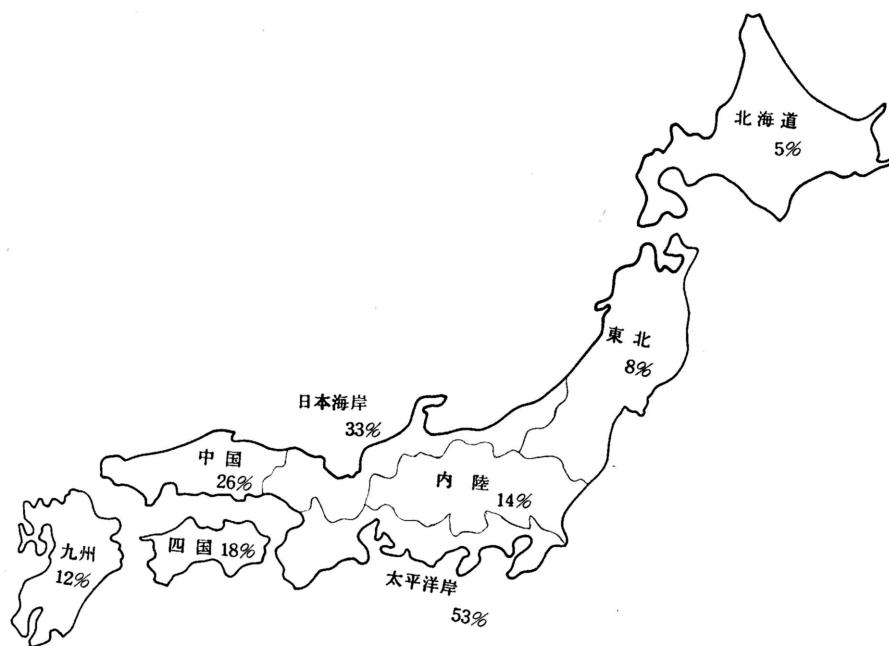 北海道
5%
東北
8%
日本海岸
33%
中国
26%
内陸
14%
四国 18%
九州
12%
太平洋岸
53%